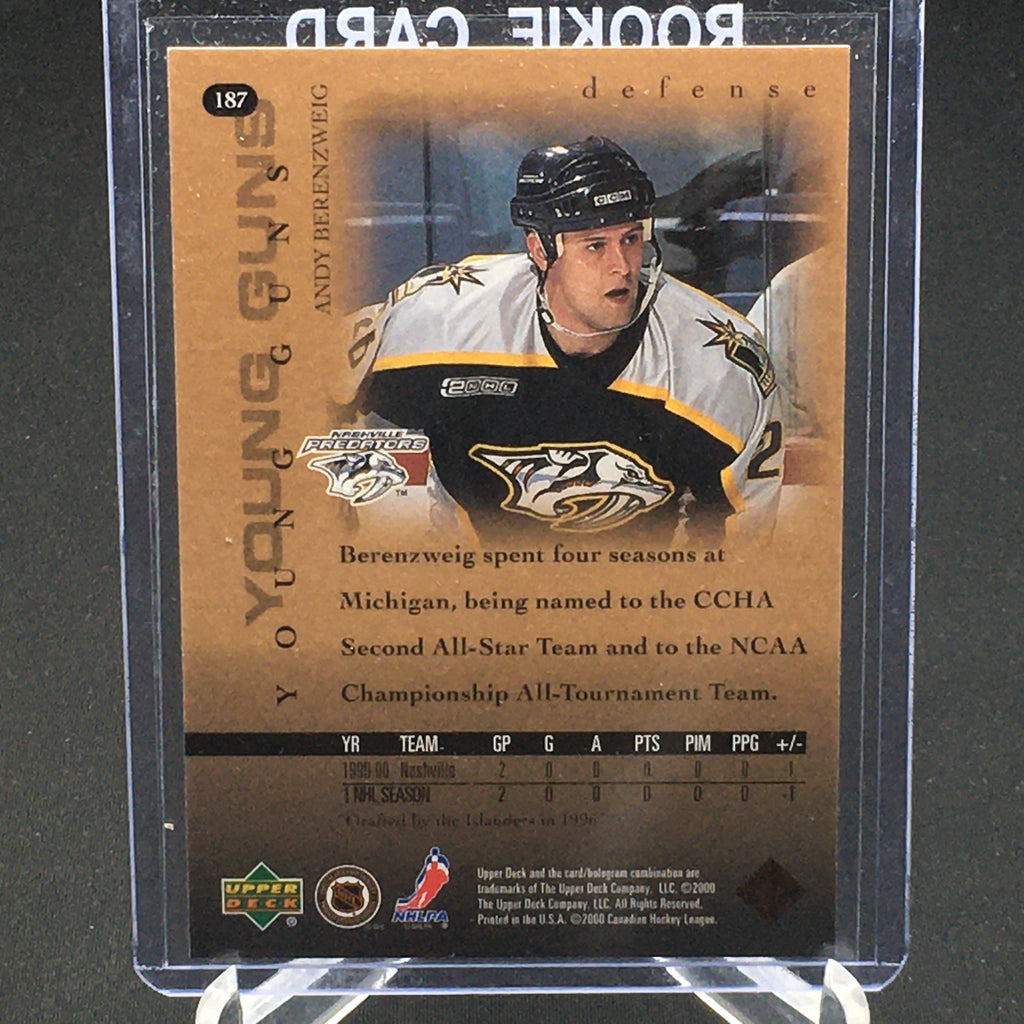 ROOKIE CARD
187
defense
YOUNG GUNS
YOUNG GUNS
ANDY BERENZWEIG
CCM
2000
2
NASHVILLE
PREDATORS
TM
Berenzweig spent four seasons at
Michigan, being named to the CCHA
Second All-Star Team and to the NCAA
Championship All-Tournament Team.
YR TEAM GP G A PTS PIM PPG +/-
1999-00 Nashville 2 0 0 0 0 0 -1
1 NHL SEASON 2 0 0 0 0 0 -1
"Drafted by the Islanders in 1996"
UPPER
DECK
®
NHLPA
Upper Deck and the card/hologram combination are
trademarks of The Upper Deck Company, LLC. ©2000
The Upper Deck Company, LLC. All Rights Reserved.
Printed in the U.S.A. ©2000 Canadian Hockey League.